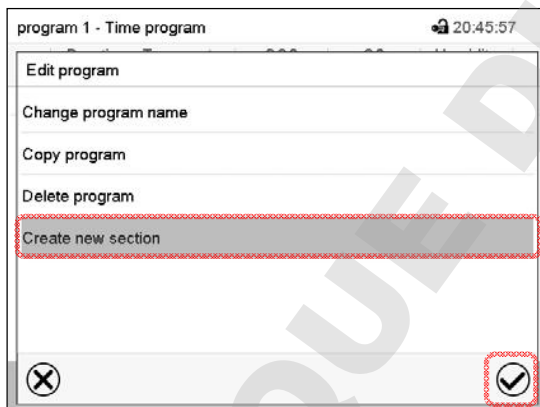 program 1 - Time program 20:45:57
Edit program
Change program name
Copy program
Delete program
Create new section